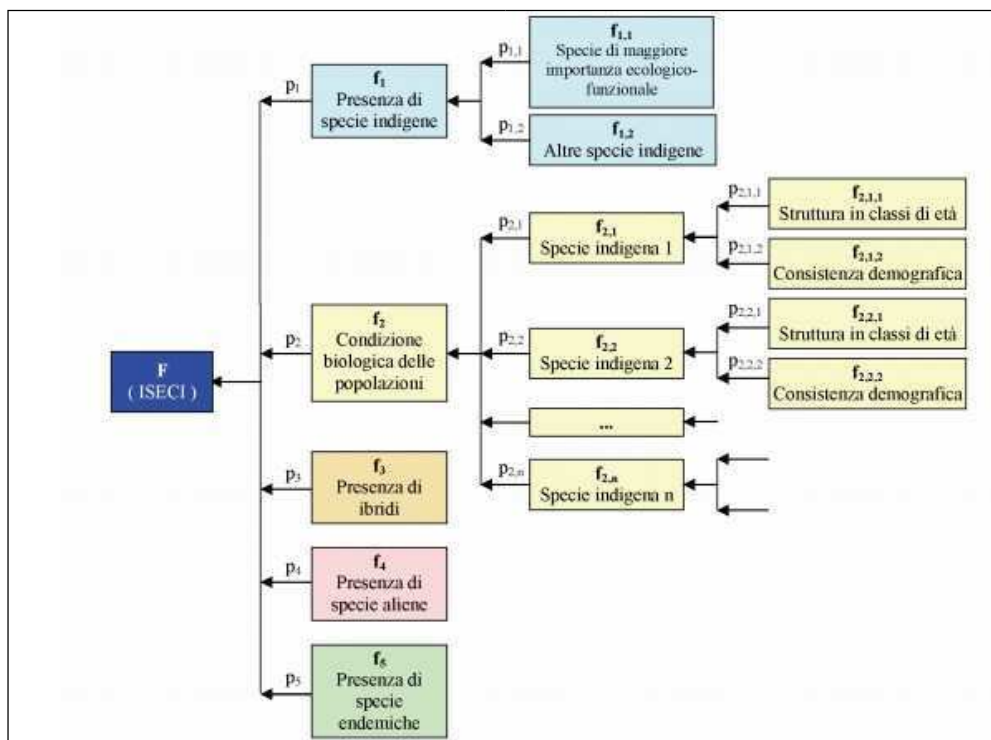 F
( ISECI )
p1
f1
Presenza di
specie indigene
p1,1
f1,1
Specie di maggiore
importanza ecologico-
funzionale
p1,2
f1,2
Altre specie indigene
p2
f2
Condizione
biologica delle
popolazioni
p2,1
f2,1
Specie indigena 1
p2,1,1
f2,1,1
Struttura in classi di età
p2,1,2
f2,1,2
Consistenza demografica
p2,2
f2,2
Specie indigena 2
p2,2,1
f2,2,1
Struttura in classi di età
p2,2,2
f2,2,2
Consistenza demografica
...
p2,n
f2,n
Specie indigena n
p3
f3
Presenza di
ibridi
p4
f4
Presenza di
specie aliene
p5
f5
Presenza di
specie
endemiche